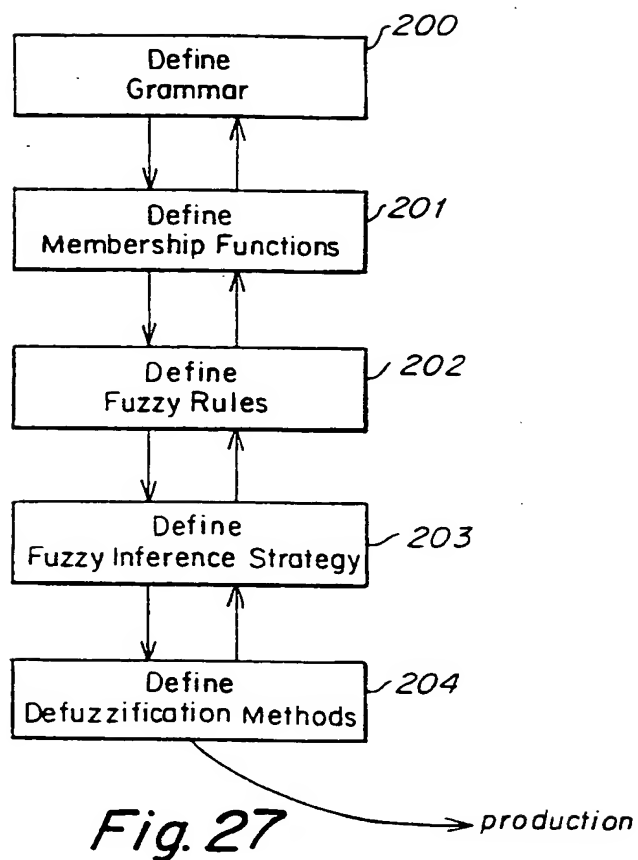 200
Define
Grammar
201
Define
Membership Functions
202
Define
Fuzzy Rules
203
Define
Fuzzy Inference Strategy
204
Define
Defuzzification Methods
production
Fig. 27